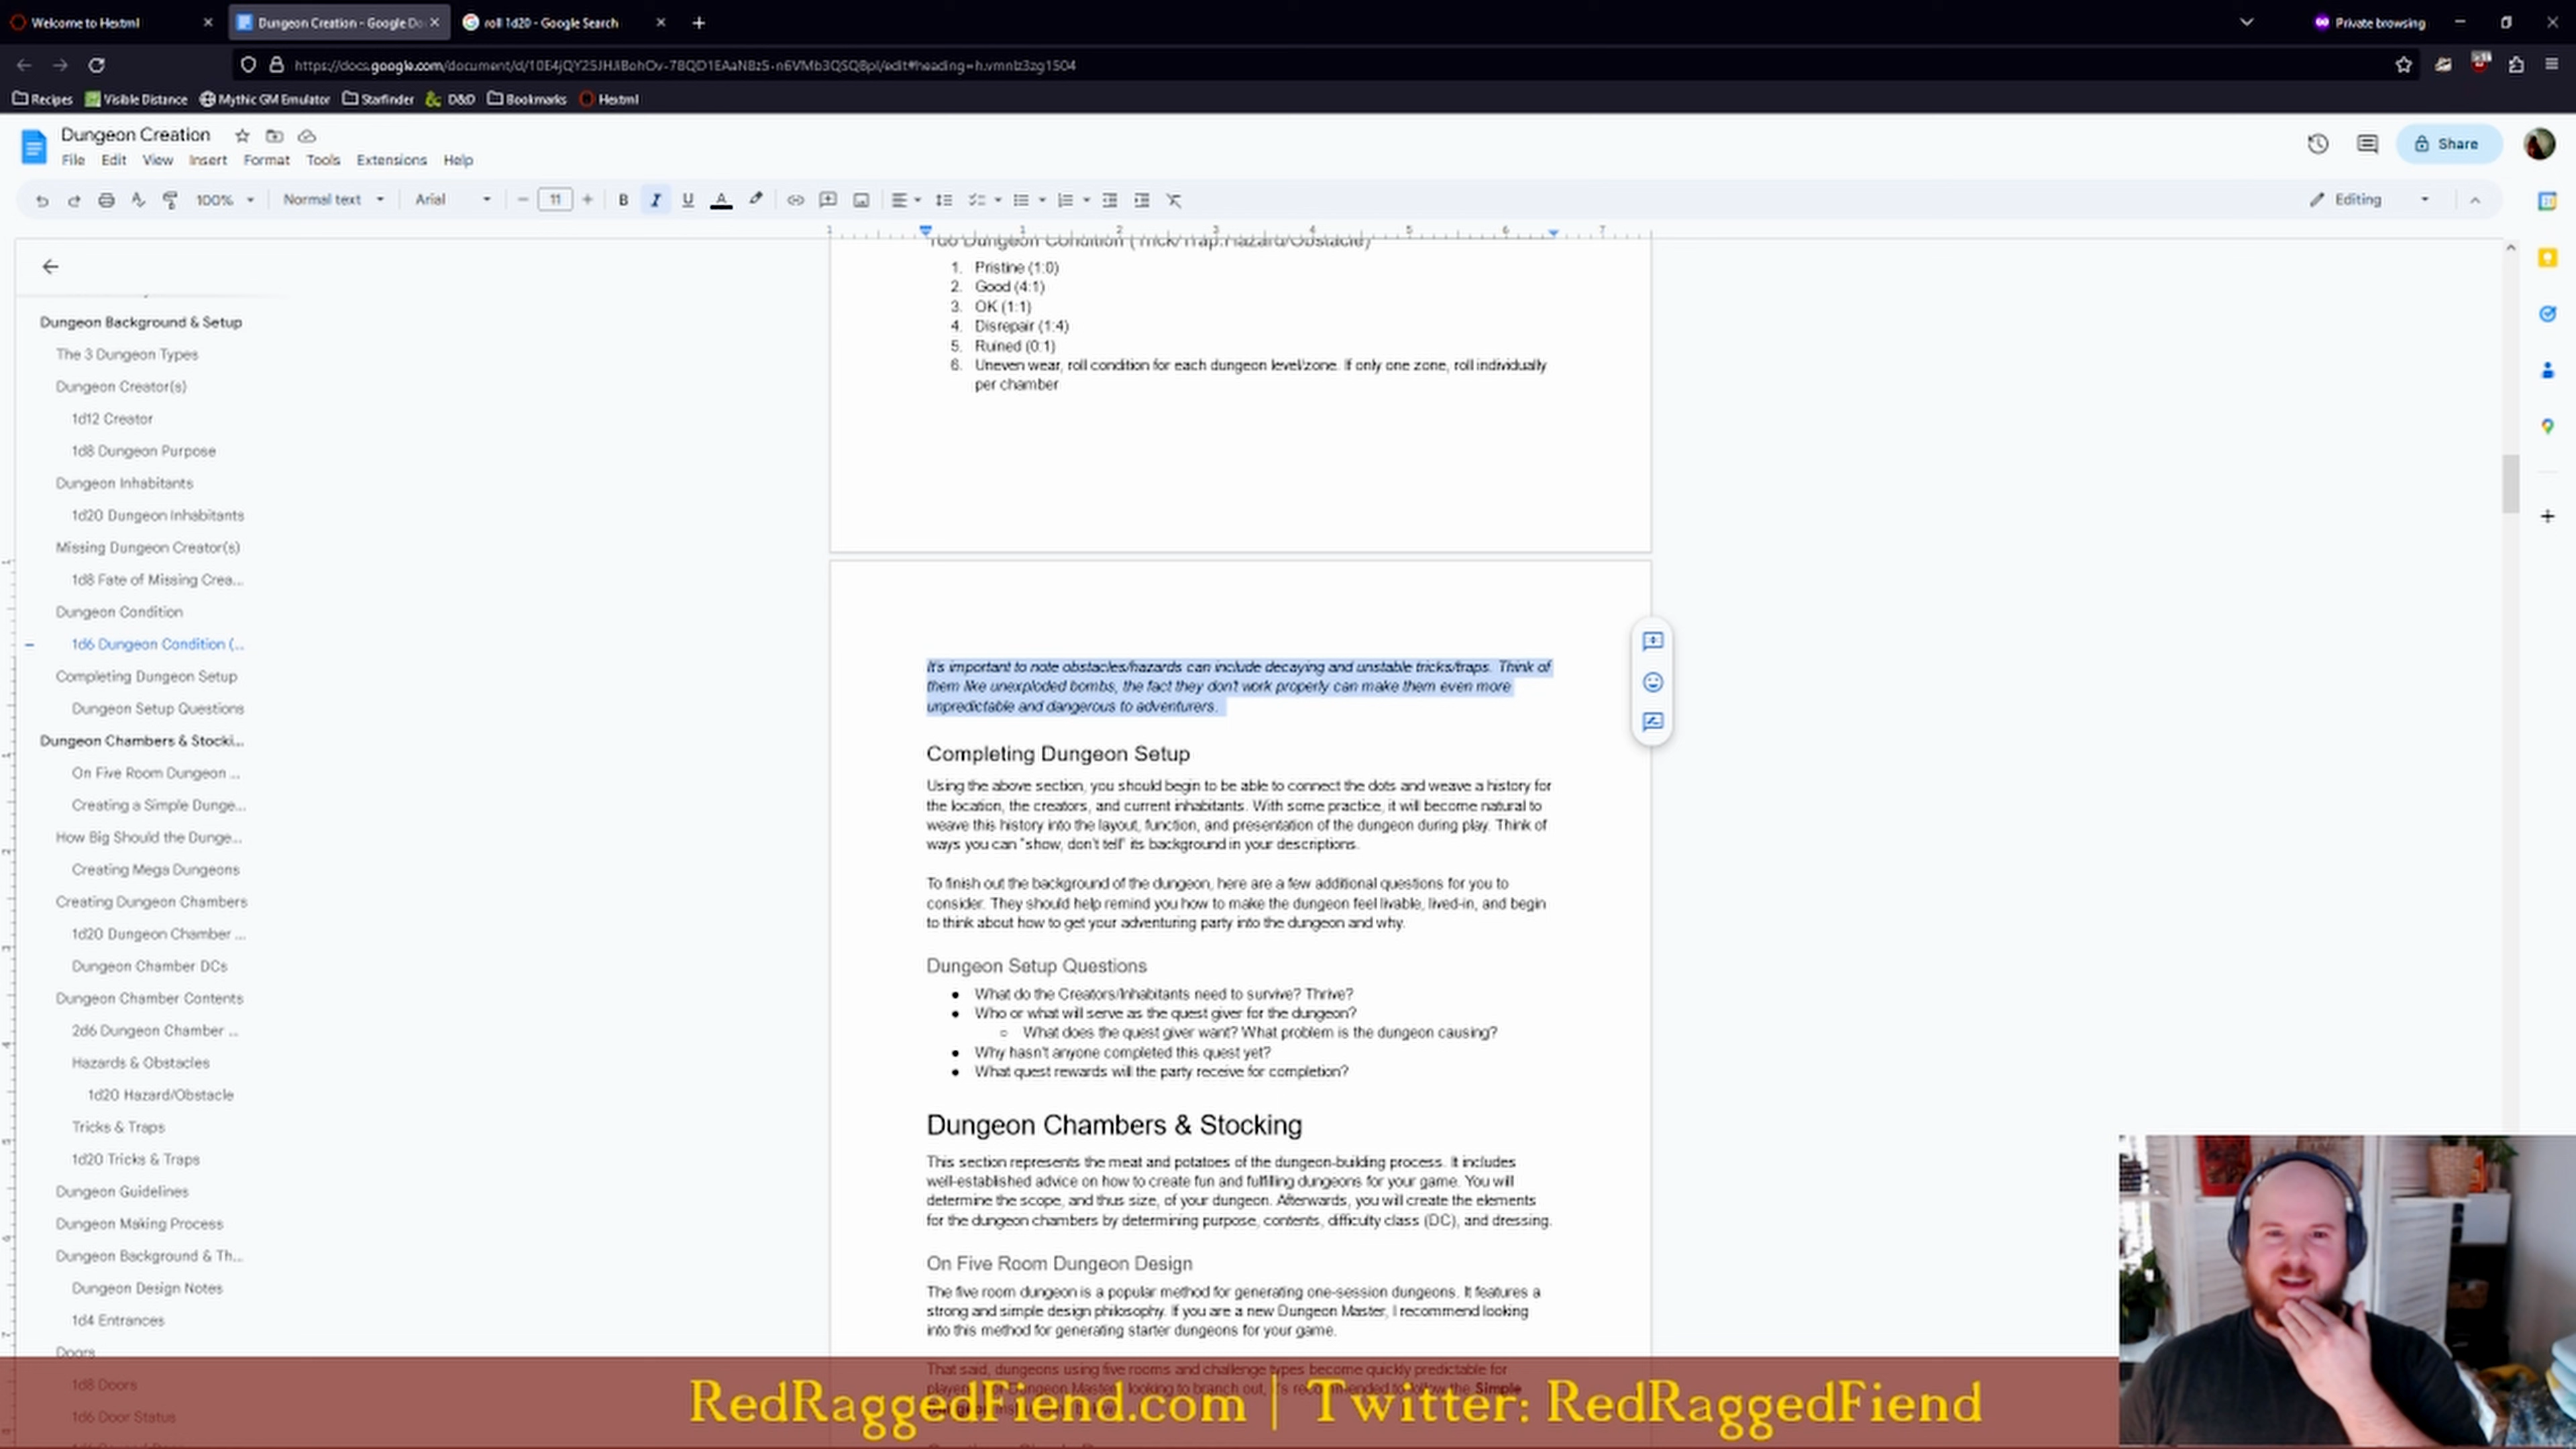 Welcome to Hextml
Dungeon Creation - Google Do
roll 1d20 - Google Search
Private browsing
Recipes Visible Distance Mythic GM Emulator Starfinder D&D Bookmarks Hextml
Dungeon Creation
File Edit View Insert Format Tools Extensions Help
Share
100% Normal text Arial 11 B I U A
Editing
1d6 Dungeon Condition (Trick/Trap:Hazard/Obstacle)
1. Pristine (1:0)
2. Good (4:1)
3. OK (1:1)
4. Disrepair (1:4)
5. Ruined (0:1)
6. Uneven wear, roll condition for each dungeon level/zone. If only one zone, roll individually
per chamber
Dungeon Background & Setup
The 3 Dungeon Types
Dungeon Creator(s)
1d12 Creator
1d8 Dungeon Purpose
Dungeon Inhabitants
1d20 Dungeon Inhabitants
Missing Dungeon Creator(s)
1d8 Fate of Missing Crea...
Dungeon Condition
1d6 Dungeon Condition (...
Completing Dungeon Setup
Dungeon Setup Questions
Dungeon Chambers & Stocki...
On Five Room Dungeon ...
Creating a Simple Dunge...
How Big Should the Dunge...
Creating Mega Dungeons
Creating Dungeon Chambers
1d20 Dungeon Chamber ...
Dungeon Chamber DCs
Dungeon Chamber Contents
2d6 Dungeon Chamber ...
Hazards & Obstacles
1d20 Hazard/Obstacle
Tricks & Traps
1d20 Tricks & Traps
Dungeon Guidelines
Dungeon Making Process
Dungeon Background & Th...
Dungeon Design Notes
1d4 Entrances
Doors
1d8 Doors
1d6 Door Status
It's important to note obstacles/hazards can include decaying and unstable tricks/traps. Think of
them like unexploded bombs, the fact they don't work properly can make them even more
unpredictable and dangerous to adventurers.
Completing Dungeon Setup
Using the above section, you should begin to be able to connect the dots and weave a history for
the location, the creators, and current inhabitants. With some practice, it will become natural to
weave this history into the layout, function, and presentation of the dungeon during play. Think of
ways you can "show, don't tell" its background in your descriptions.
To finish out the background of the dungeon, here are a few additional questions for you to
consider. They should help remind you how to make the dungeon feel livable, lived-in, and begin
to think about how to get your adventuring party into the dungeon and why.
Dungeon Setup Questions
● What do the Creators/Inhabitants need to survive? Thrive?
● Who or what will serve as the quest giver for the dungeon?
○ What does the quest giver want? What problem is the dungeon causing?
● Why hasn't anyone completed this quest yet?
● What quest rewards will the party receive for completion?
Dungeon Chambers & Stocking
This section represents the meat and potatoes of the dungeon-building process. It includes
well-established advice on how to create fun and fulfilling dungeons for your game. You will
determine the scope, and thus size, of your dungeon. Afterwards, you will create the elements
for the dungeon chambers by determining purpose, contents, difficulty class (DC), and dressing.
On Five Room Dungeon Design
The five room dungeon is a popular method for generating one-session dungeons. It features a
strong and simple design philosophy. If you are a new Dungeon Master, I recommend looking
into this method for generating starter dungeons for your game.
That said, dungeons using five rooms and challenge types become quickly predictable for
looking to branch out, Simple
RedRaggedFiend.com | Twitter: RedRaggedFiend